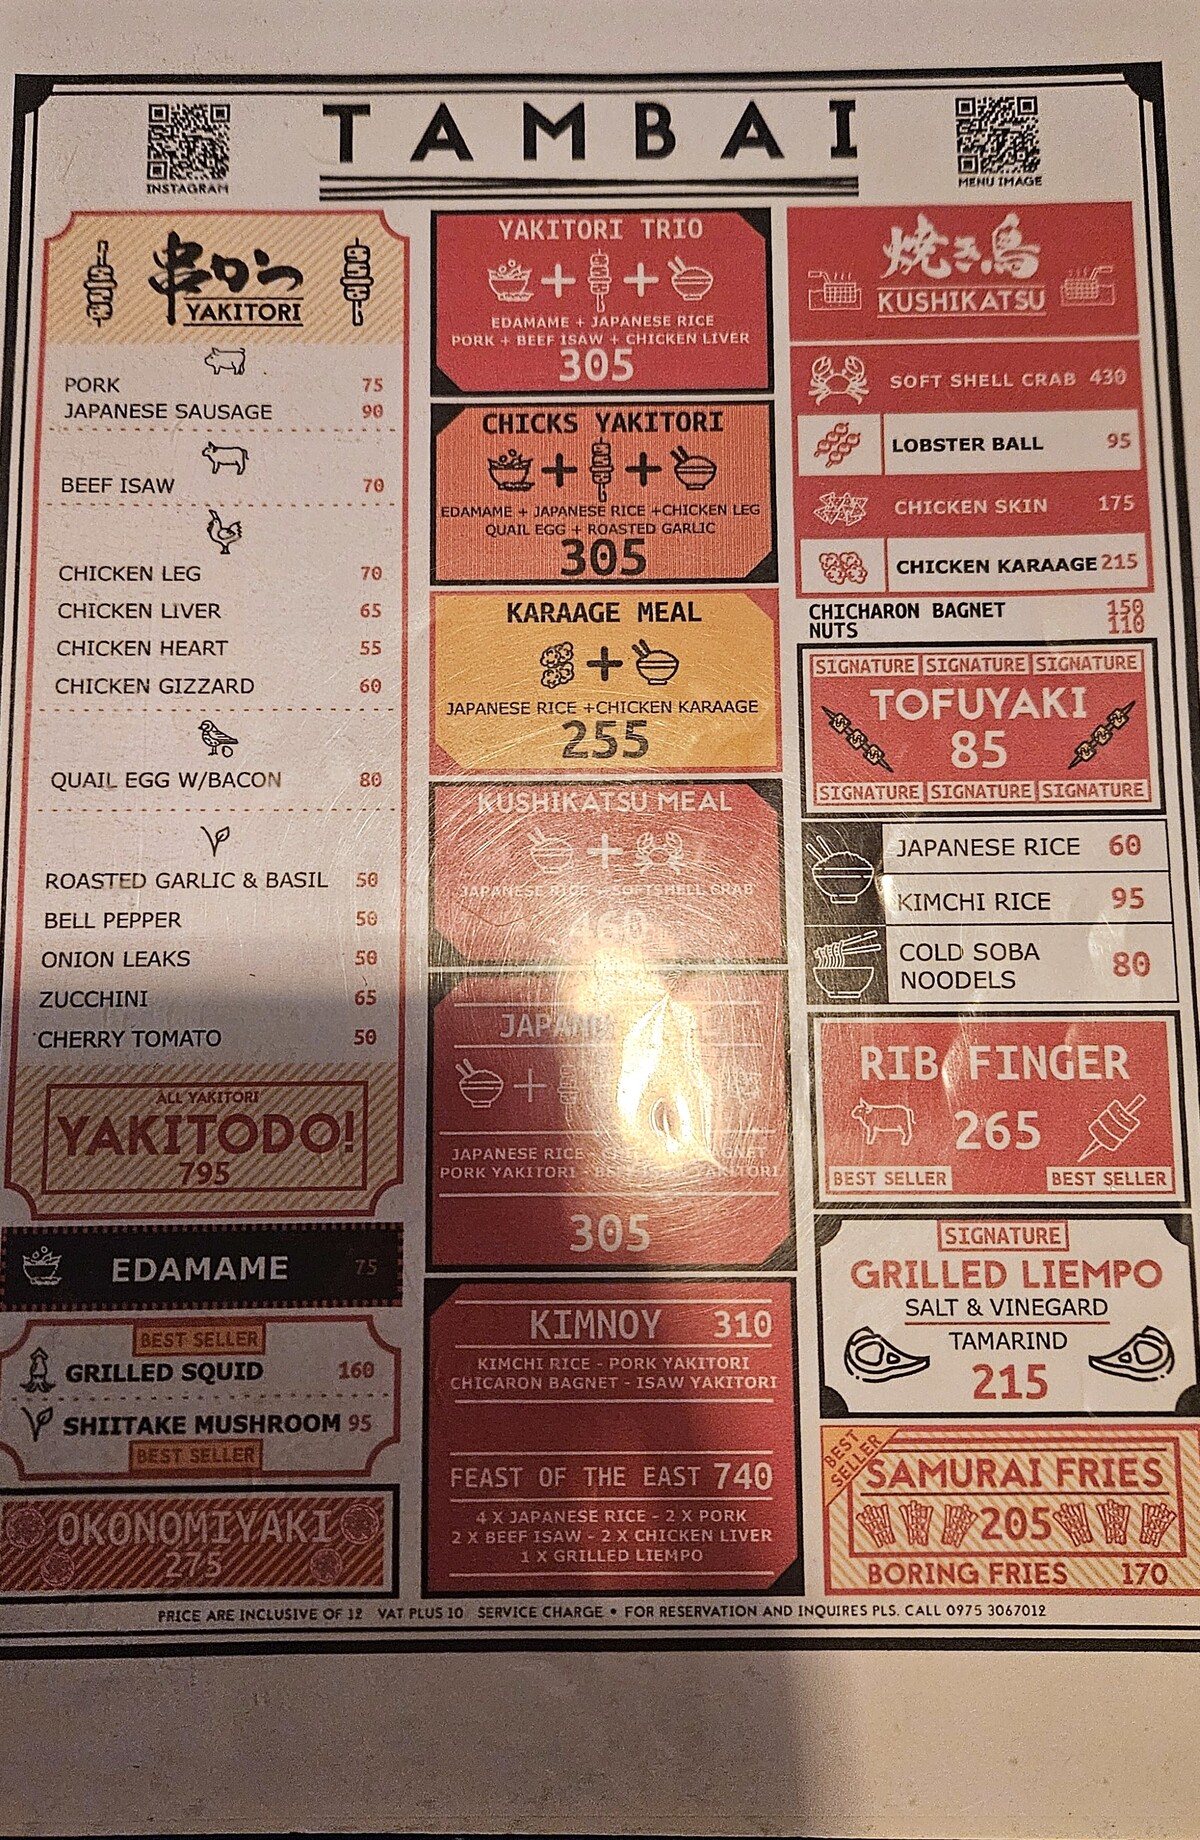 TAMBAI
INSTAGRAM
MENU IMAGE
串カつ
YAKITORI
PORK 75
JAPANESE SAUSAGE 90
BEEF ISAW 70
CHICKEN LEG 70
CHICKEN LIVER 65
CHICKEN HEART 55
CHICKEN GIZZARD 60
QUAIL EGG W/BACON 80
ROASTED GARLIC & BASIL 50
BELL PEPPER 50
ONION LEAKS 50
ZUCCHINI 65
CHERRY TOMATO 50
ALL YAKITORI
YAKITODO!
795
EDAMAME 75
BEST SELLER
GRILLED SQUID 160
SHIITAKE MUSHROOM 95
BEST SELLER
OKONOMIYAKI
275
YAKITORI TRIO
EDAMAME + JAPANESE RICE
PORK + BEEF ISAW + CHICKEN LIVER
305
CHICKS YAKITORI
EDAMAME + JAPANESE RICE +CHICKEN LEG
QUAIL EGG + ROASTED GARLIC
305
KARAAGE MEAL
JAPANESE RICE +CHICKEN KARAAGE
255
KUSHIKATSU MEAL
JAPANESE RICE + SOFTSHELL CRAB
460
JAPANESE RICE
PORK YAKITORI
305
KIMNOY 310
KIMCHI RICE - PORK YAKITORI
CHICARON BAGNET - ISAW YAKITORI
FEAST OF THE EAST 740
4 X JAPANESE RICE - 2 X PORK
2 X BEEF ISAW - 2 X CHICKEN LIVER
1 X GRILLED LIEMPO
焼き鳥
KUSHIKATSU
SOFT SHELL CRAB 430
LOBSTER BALL 95
CHICKEN SKIN 175
CHICKEN KARAAGE 215
CHICHARON BAGNET 150
NUTS 110
SIGNATURE SIGNATURE SIGNATURE
TOFUYAKI
85
SIGNATURE SIGNATURE SIGNATURE
JAPANESE RICE 60
KIMCHI RICE 95
COLD SOBA
NOODELS 80
RIB FINGER
265
BEST SELLER BEST SELLER
SIGNATURE
GRILLED LIEMPO
SALT & VINEGARD
TAMARIND
215
BEST
SELLER
SAMURAI FRIES
205
BORING FRIES 170
PRICE ARE INCLUSIVE OF 12 VAT PLUS 10 SERVICE CHARGE • FOR RESERVATION AND INQUIRES PLS. CALL 0975 3067012